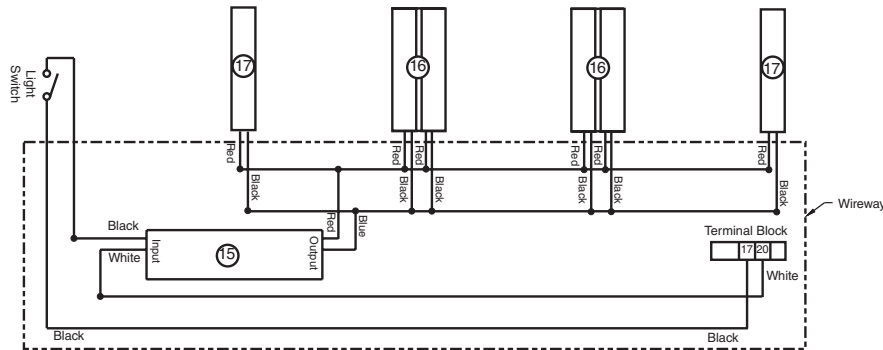 17
16
16
17
Light
Switch
Red
Black
Red
Red
Black
Black
Red
Red
Black
Black
Red
Black
Wireway
Red
Blue
Black
White
Input
15
Output
Terminal Block
17 20
White
Black
Black